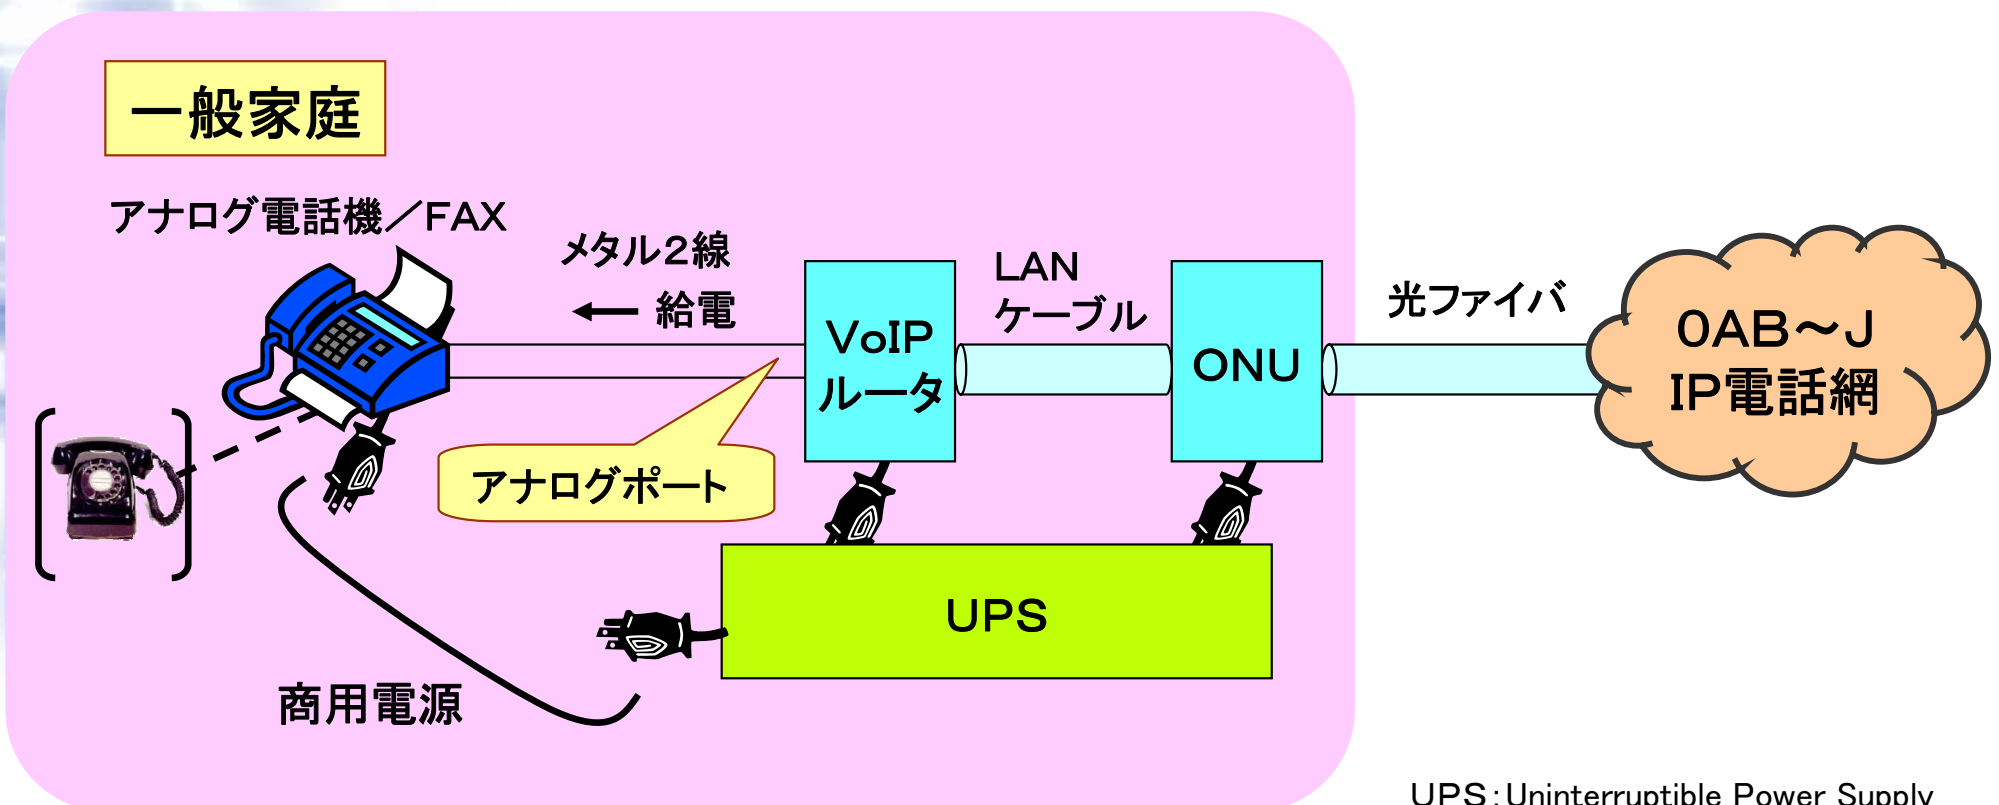 一般家庭
アナログ電話機／FAX
メタル２線
← 給電
アナログポート
VoIP
ルータ
LAN
ケーブル
ONU
光ファイバ
0AB～J
IP電話網
UPS
商用電源
UPS：Uninterruptible Power Supply